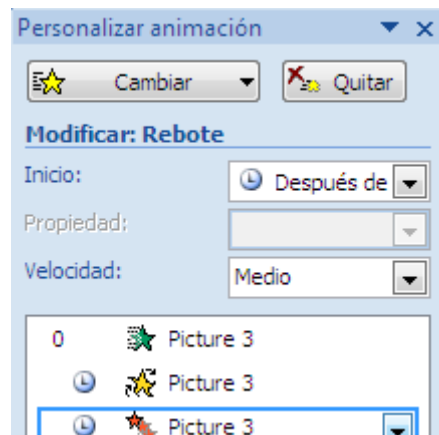 Personalizar animación
Cambiar Quitar
Modificar: Rebote
Inicio: Después de
Propiedad:
Velocidad: Medio
0 Picture 3
Picture 3
Picture 3